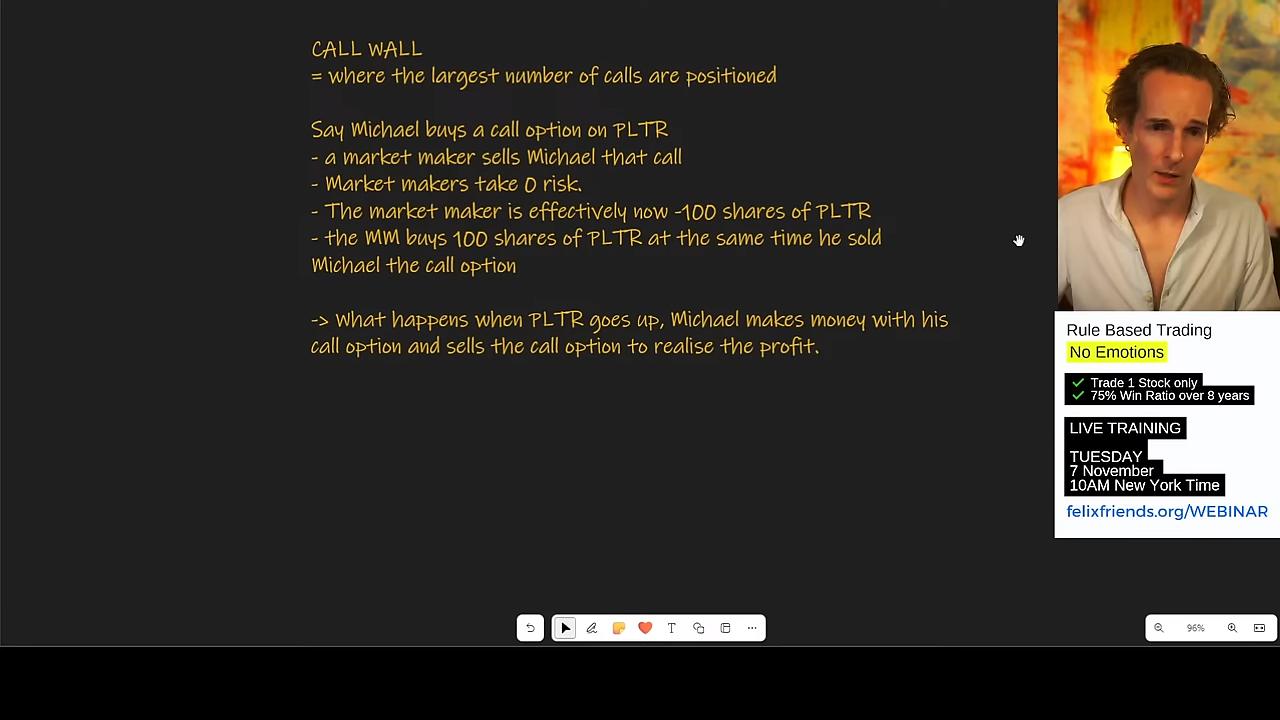 CALL WALL
= where the largest number of calls are positioned
Say Michael buys a call option on PLTR
- a market maker sells Michael that call
- Market makers take 0 risk.
- The market maker is effectively now -100 shares of PLTR
- the MM buys 100 shares of PLTR at the same time he sold
Michael the call option
-> What happens when PLTR goes up, Michael makes money with his
call option and sells the call option to realise the profit.
Rule Based Trading
No Emotions
Trade 1 Stock only
75% Win Ratio over 8 years
LIVE TRAINING
TUESDAY
7 November
10AM New York Time
felixfriends.org/WEBINAR
96%